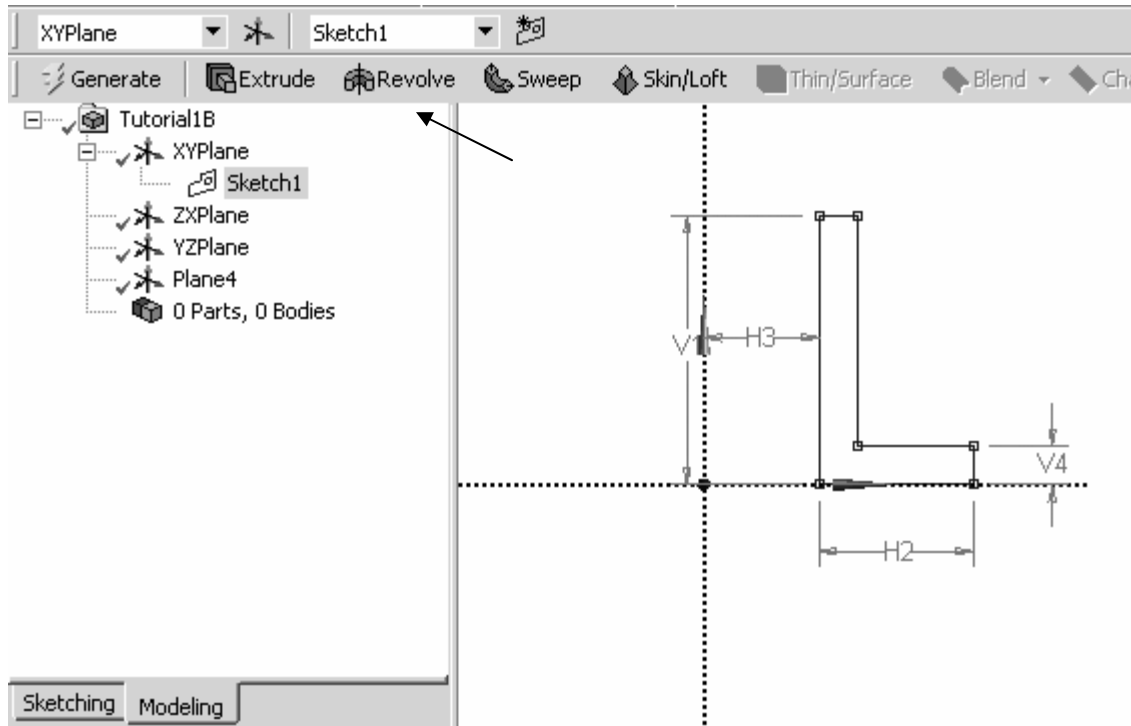 XYPlane Sketch1
Generate Extrude Revolve Sweep Skin/Loft Thin/Surface Blend
Tutorial1B
XYPlane
Sketch1
ZXPlane
YZPlane
Plane4
0 Parts, 0 Bodies
V1 H3
V4
H2
Sketching Modeling